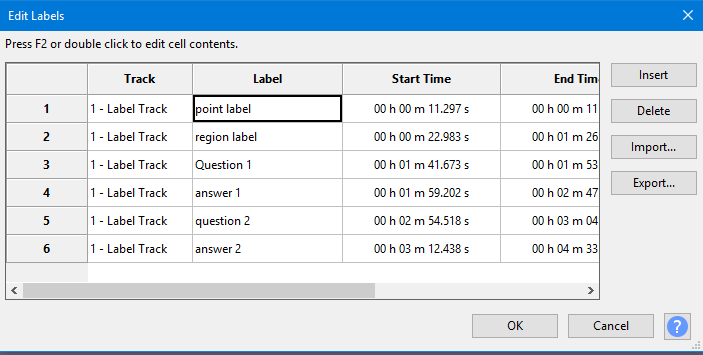 Edit Labels
Press F2 or double click to edit cell contents.
Track Label Start Time End Time
1 1 - Label Track point label 00 h 00 m 11.297 s 00 h 00 m 11
2 1 - Label Track region label 00 h 00 m 22.983 s 00 h 01 m 26
3 1 - Label Track Question 1 00 h 01 m 41.673 s 00 h 01 m 53
4 1 - Label Track answer 1 00 h 01 m 59.202 s 00 h 02 m 47
5 1 - Label Track question 2 00 h 02 m 54.518 s 00 h 03 m 04
6 1 - Label Track answer 2 00 h 03 m 12.438 s 00 h 04 m 33
Insert
Delete
Import...
Export...
OK Cancel ?